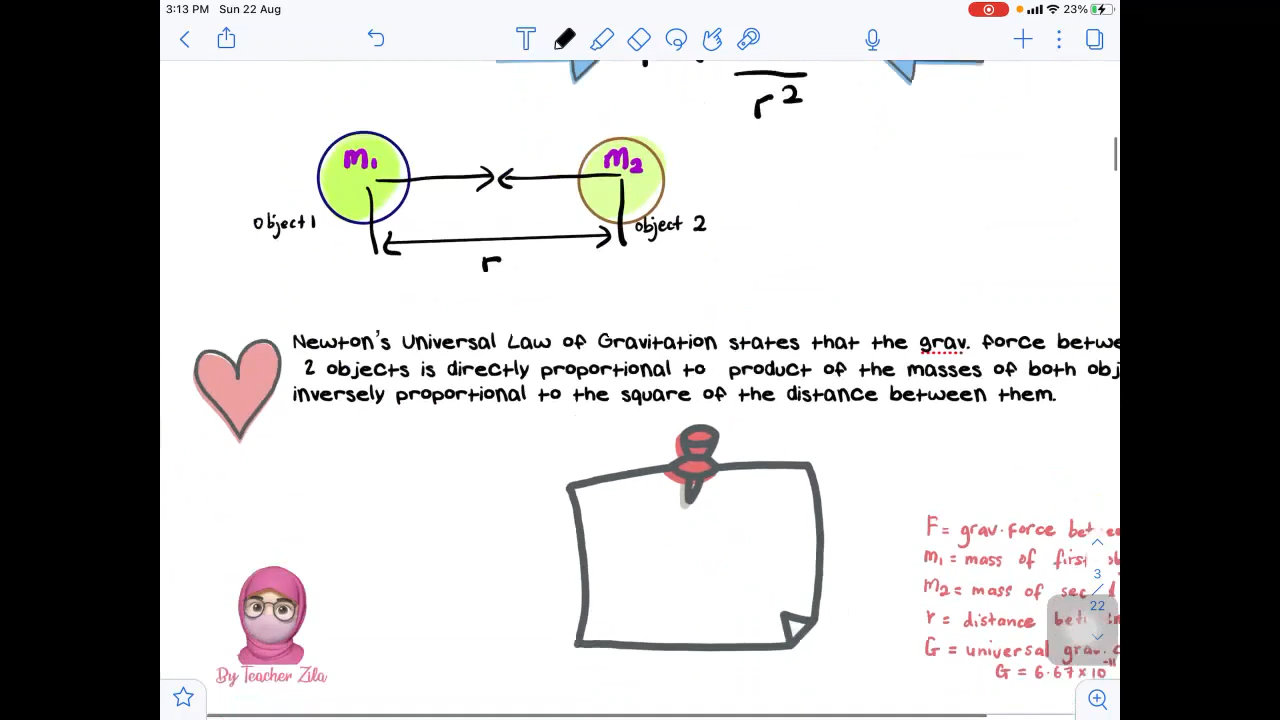 3:13 PM Sun 22 Aug
23%
T
r²
m₁
m₂
object 1
object 2
r
Newton's Universal Law of Gravitation states that the grav. force betwe
2 objects is directly proportional to product of the masses of both obj
inversely proportional to the square of the distance between them.
F = grav. force
m₁ = mass of first
m₂ = mass of
r = distance
G = universal grav.
G = 6.67 × 10⁻¹¹
3
22
By Teacher Zila